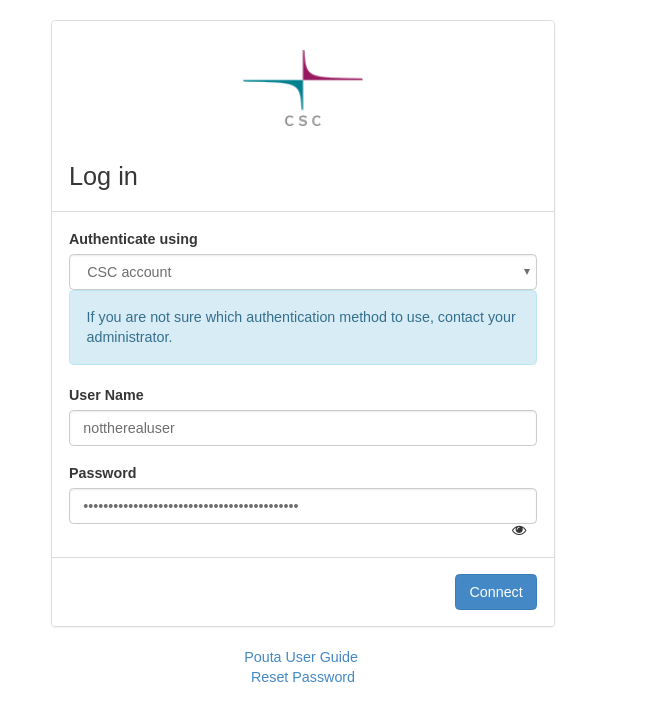 CSC
Log in
Authenticate using
CSC account
If you are not sure which authentication method to use, contact your
administrator.
User Name
nottherealuser
Password
•••••••••••••••••••••••••••••••••••••••••••
Connect
Pouta User Guide
Reset Password